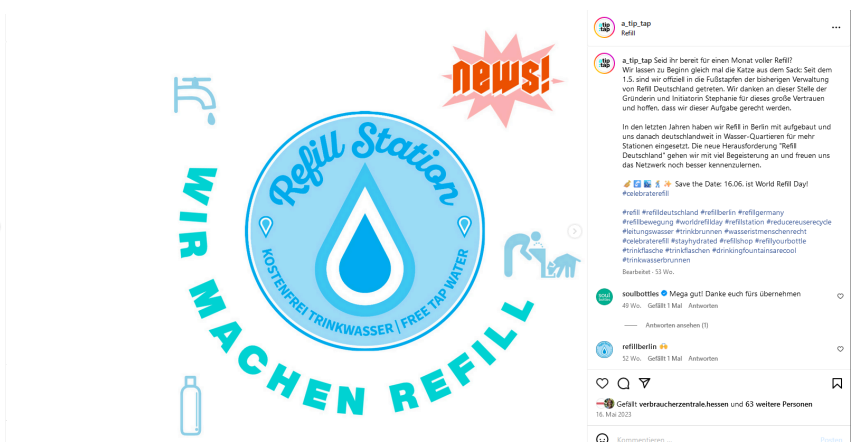 news!
Refill Station
KOSTENFREI TRINKWASSER | FREE TAP WATER
WIR MACHEN REFILL
a_tip_tap
Refill
a_tip_tap Seid ihr bereit für einen Monat voller Refill?
Wir lassen zu Beginn gleich mal die Katze aus dem Sack: Seit dem
1.5. sind wir offiziell in die Fußstapfen der bisherigen Verwaltung
von Refill Deutschland getreten. Wir danken an dieser Stelle der
Gründerin und Initiatorin Stephanie für dieses große Vertrauen
und hoffen, dass wir dieser Aufgabe gerecht werden.
In den letzten Jahren haben wir Refill in Berlin mit aufgebaut und
uns danach deutschlandweit in Wasser-Quartieren für mehr
Stationen eingesetzt. Die neue Herausforderung "Refill
Deutschland" gehen wir mit viel Begeisterung an und freuen uns
das Netzwerk noch besser kennenzulernen.
Save the Date: 16.06. ist World Refill Day!
#celebraterefill
#refill #refilldeutschland #refillberlin #refillgermany
#refillbewegung #worldrefillday #refillstation #reducereuserecycle
#leitungswasser #trinkbrunnen #wasseristmenschenrecht
#celebraterefill #stayhydrated #refillshop #refillyourbottle
#trinkflasche #trinkflaschen #drinkingfountainsarecool
#trinkwasserbrunnen
Bearbeitet · 53 Wo.
soulbottles Mega gut! Danke euch fürs übernehmen
49 Wo. Gefällt 1 Mal Antworten
Antworten ansehen (1)
refillberlin 🙌
52 Wo. Gefällt 1 Mal Antworten
Gefällt verbraucherzentrale.hessen und 63 weitere Personen
16. Mai 2023
Kommentieren ...
Posten